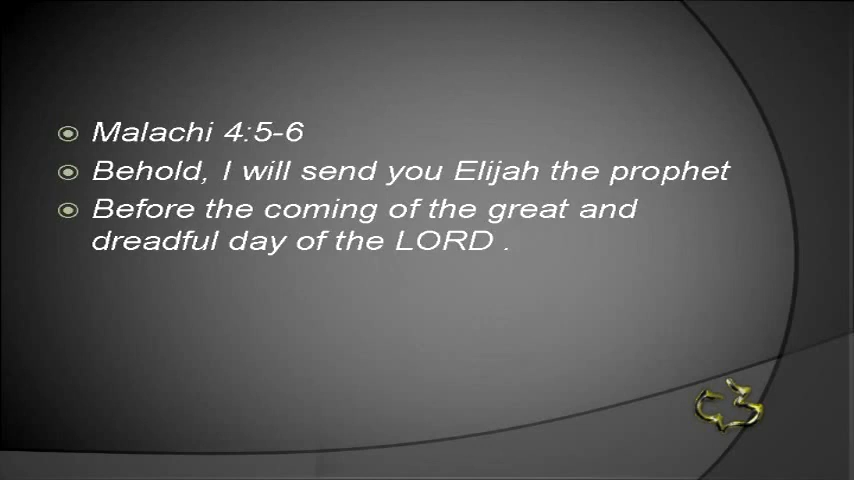 Malachi 4:5-6
Behold, I will send you Elijah the prophet
Before the coming of the great and
dreadful day of the LORD .